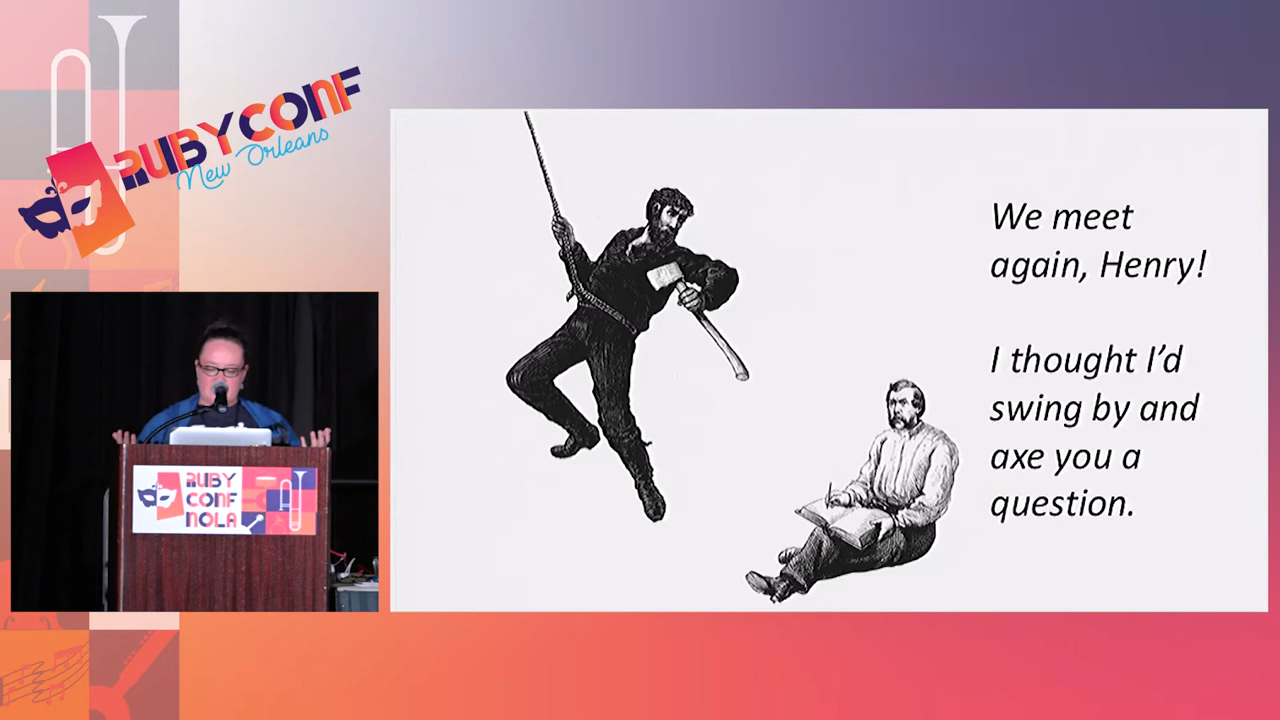 RUBYCONF
New Orleans
We meet
again, Henry!
I thought I'd
swing by and
axe you a
question.
RUBY
CONF
NOLA